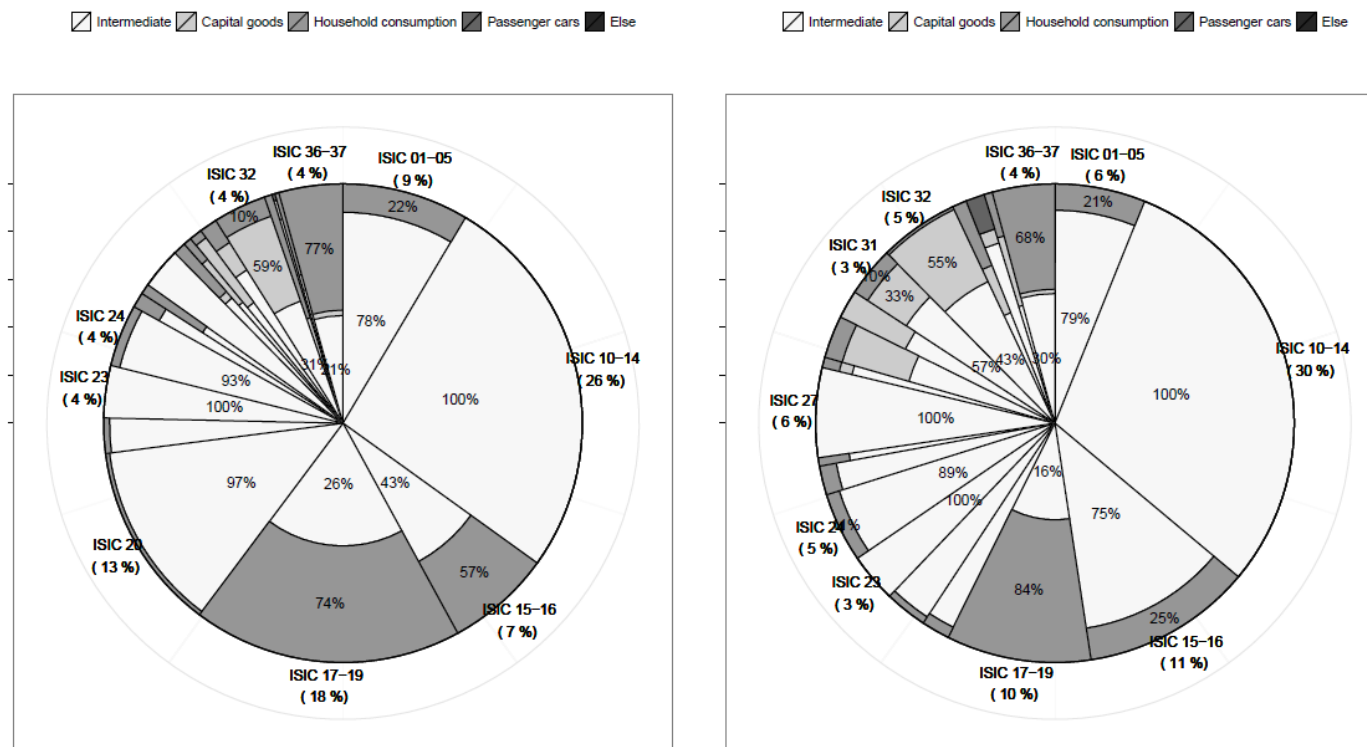 Intermediate Capital goods Household consumption Passenger cars Else
ISIC 36–37
( 4 %)
ISIC 01–05
( 9 %)
ISIC 32
( 4 %)
10%
22%
77%
59%
78%
ISIC 24
( 4 %)
ISIC 10–14
( 26 %)
31%
21%
93%
ISIC 23
( 4 %)
100%
100%
97%
26%
43%
ISIC 20
( 13 %)
57%
74%
ISIC 15–16
( 7 %)
ISIC 17–19
( 18 %)
Intermediate Capital goods Household consumption Passenger cars Else
ISIC 36–37
( 4 %)
ISIC 01–05
( 6 %)
ISIC 32
( 5 %)
21%
68%
ISIC 31
( 3 %)
55%
10%
33%
79%
ISIC 10–14
( 30 %)
57%
43%
30%
ISIC 27
( 6 %)
100%
100%
89%
16%
100%
75%
11%
ISIC 24
( 5 %)
ISIC 23
( 3 %)
84%
25%
ISIC 15–16
( 11 %)
ISIC 17–19
( 10 %)